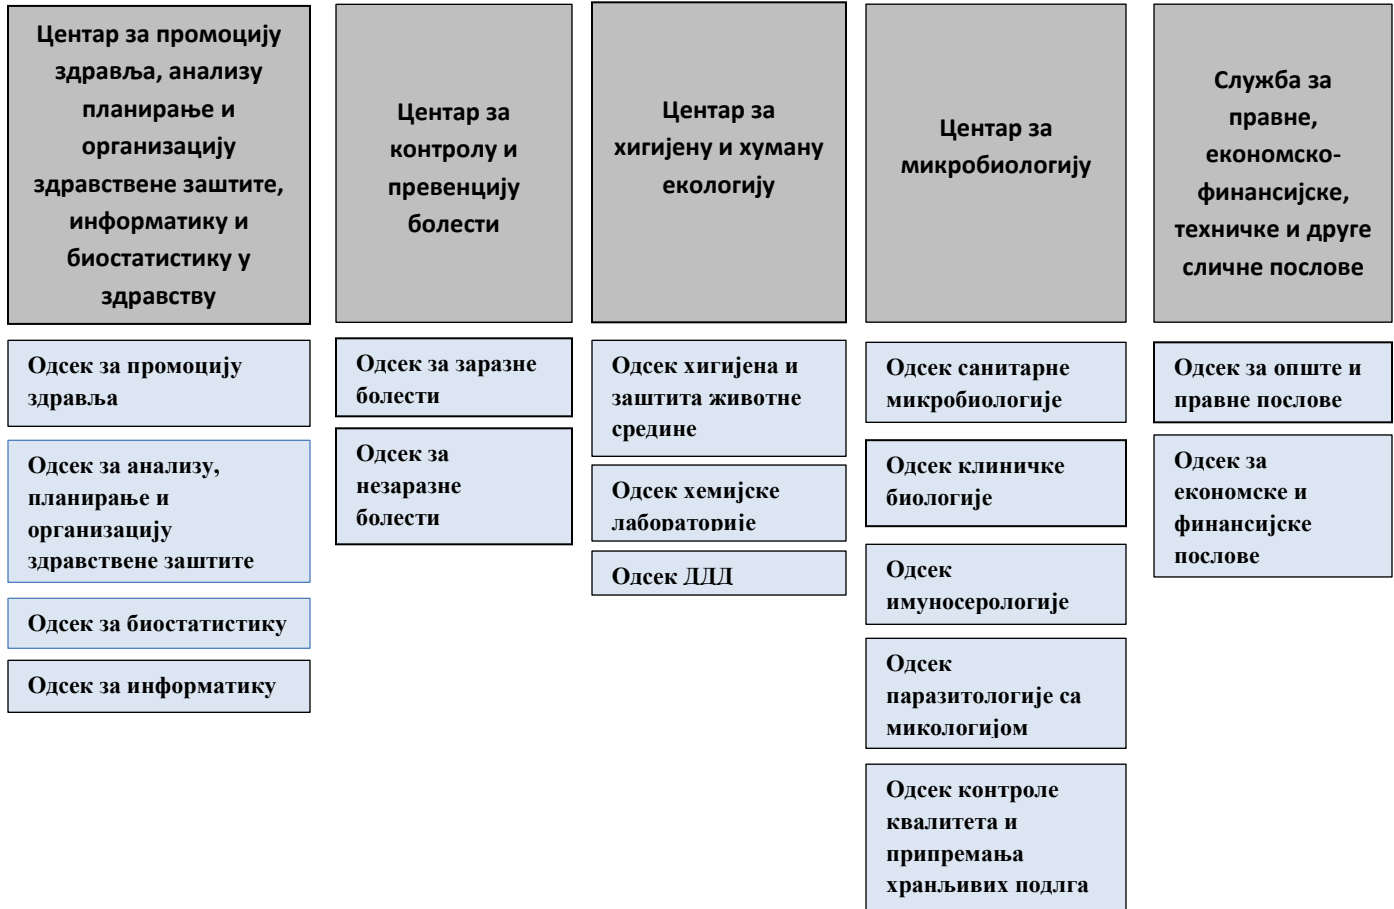 Центар за промоцију
здравља, анализу
планирање и
организацију
здравствене заштите,
информатику и
биостатистику у
здравству
Одсек за промоцију
здравља
Одсек за анализу,
планирање и
организацију
здравствене заштите
Одсек за биостатистику
Одсек за информатику
Центар за
контролу и
превенцију
болести
Одсек за заразне
болести
Одсек за
незаразне
болести
Центар за
хигијену и хуману
екологију
Одсек хигијена и
заштита животне
средине
Одсек хемијске
лабораторије
Одсек ДДД
Центар за
микробиологију
Одсек санитарне
микробиологије
Одсек клиничке
биологије
Одсек
имуносерологије
Одсек
паразитологије са
микологијом
Одсек контроле
квалитета и
припремања
хранљивих подлга
Служба за
правне,
економско-
финансијске,
техничке и друге
сличне послове
Одсек за опште и
правне послове
Одсек за
економске и
финансијске
послове